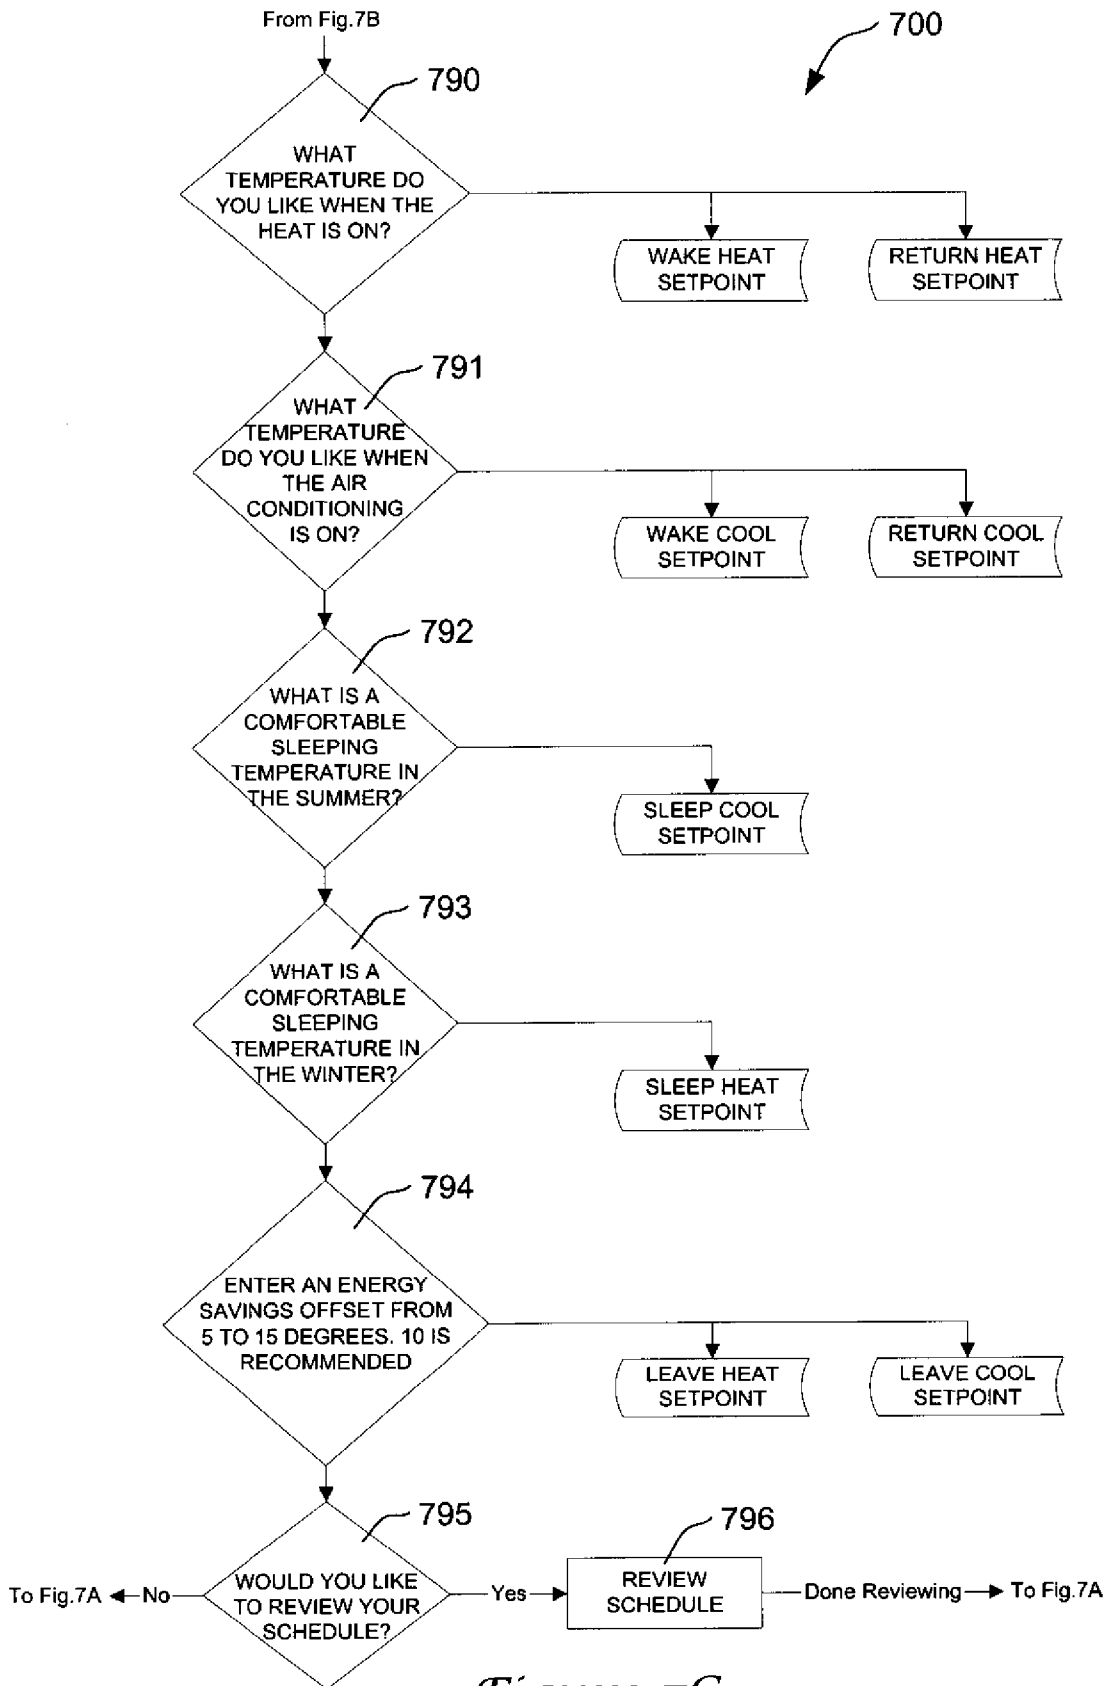 From Fig.7B
700
790
WHAT
TEMPERATURE DO
YOU LIKE WHEN THE
HEAT IS ON?
WAKE HEAT
SETPOINT
RETURN HEAT
SETPOINT
791
WHAT
TEMPERATURE
DO YOU LIKE WHEN
THE AIR
CONDITIONING
IS ON?
WAKE COOL
SETPOINT
RETURN COOL
SETPOINT
792
WHAT IS A
COMFORTABLE
SLEEPING
TEMPERATURE IN
THE SUMMER?
SLEEP COOL
SETPOINT
793
WHAT IS A
COMFORTABLE
SLEEPING
TEMPERATURE IN
THE WINTER?
SLEEP HEAT
SETPOINT
794
ENTER AN ENERGY
SAVINGS OFFSET FROM
5 TO 15 DEGREES. 10 IS
RECOMMENDED
LEAVE HEAT
SETPOINT
LEAVE COOL
SETPOINT
795
796
To Fig.7A
No
WOULD YOU LIKE
TO REVIEW YOUR
SCHEDULE?
Yes
REVIEW
SCHEDULE
Done Reviewing
To Fig.7A